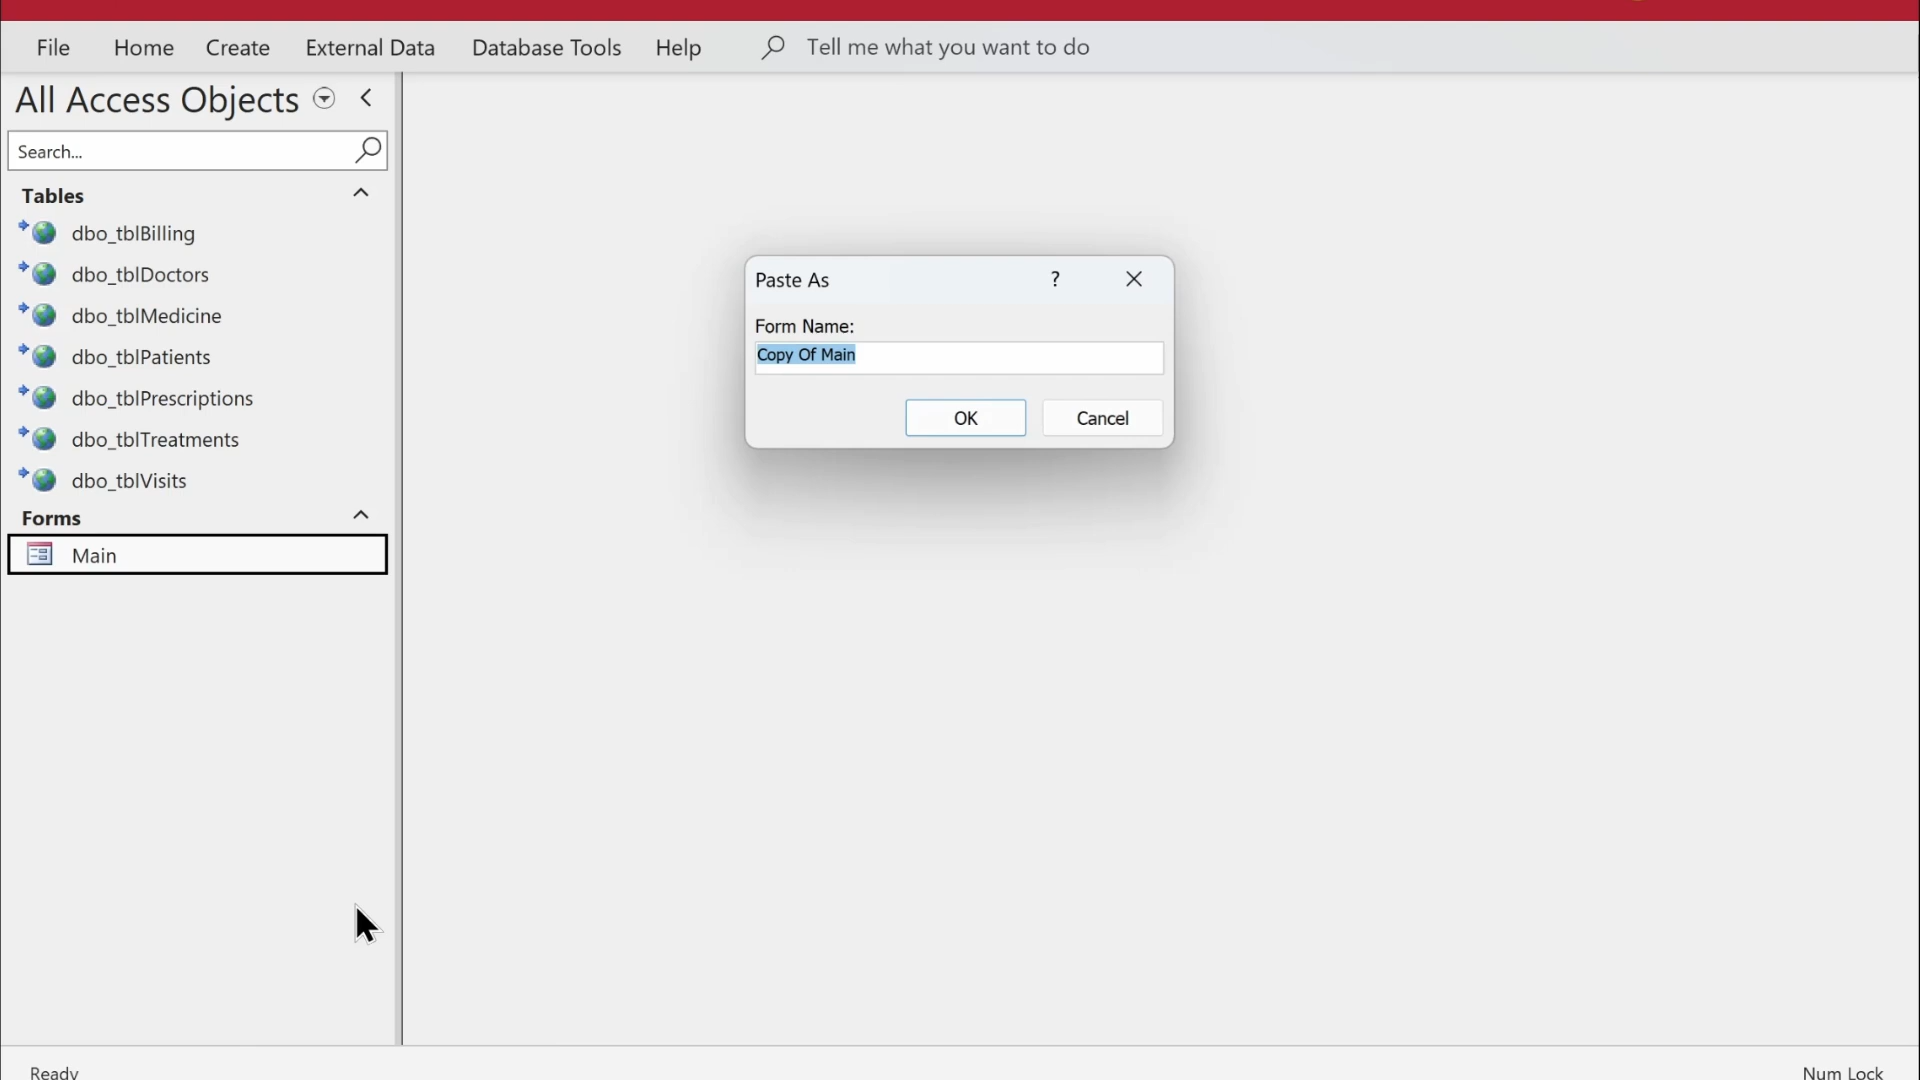 File Home Create External Data Database Tools Help Tell me what you want to do
All Access Objects
Search...
Tables
dbo_tblBilling
dbo_tblDoctors
dbo_tblMedicine
dbo_tblPatients
dbo_tblPrescriptions
dbo_tblTreatments
dbo_tblVisits
Forms
Main
Paste As ?
Form Name:
Copy Of Main
OK Cancel
Ready Num Lock